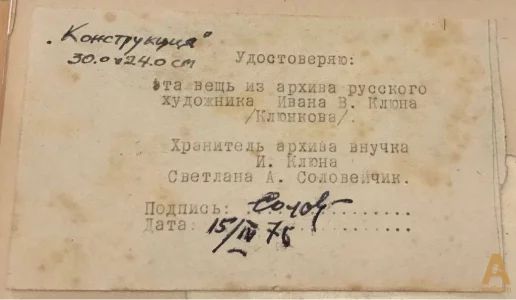 „Конструкция"
30.0 x 24.0 cm
Удостоверяю:
эта вещь из архива русского
художника Ивана В. Клюна
/Клюнкова/.
Хранитель архива внучка
И. Клюна
Светлана А. Соловейчик.
Подпись: Солов............
Дата: 15/IV 76............
A